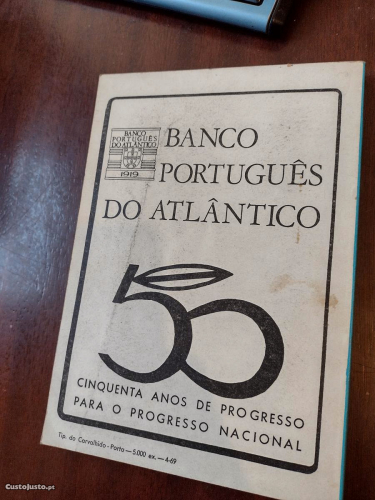 BANCO
PORTUGUÊS
DO ATLÂNTICO
1919
BANCO
PORTUGUÊS
DO ATLÂNTICO
50
CINQUENTA ANOS DE PROGRESSO
PARA O PROGRESSO NACIONAL
Tip. do Carvalhido - Porto — 5.000 ex. — 4-69
CustoJusto.pt